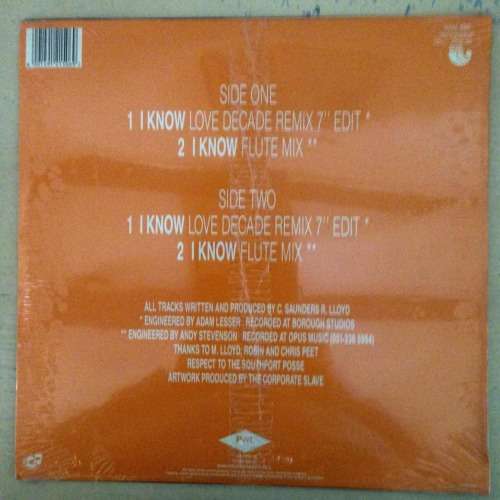 SIDE ONE
1 I KNOW LOVE DECADE REMIX 7" EDIT *
2 I KNOW FLUTE MIX **
SIDE TWO
1 I KNOW LOVE DECADE REMIX 7" EDIT *
2 I KNOW FLUTE MIX **
ALL TRACKS WRITTEN AND PRODUCED BY C. SAUNDERS R. LLOYD
* ENGINEERED BY ADAM LESSER RECORDED AT BOROUGH STUDIOS
** ENGINEERED BY ANDY STEVENSON RECORDED AT OPUS MUSIC
THANKS TO M. LLOYD, ROBIN AND CHRIS PEET
RESPECT TO THE SOUTHPORT POSSE
ARTWORK PRODUCED BY THE CORPORATE SLAVE